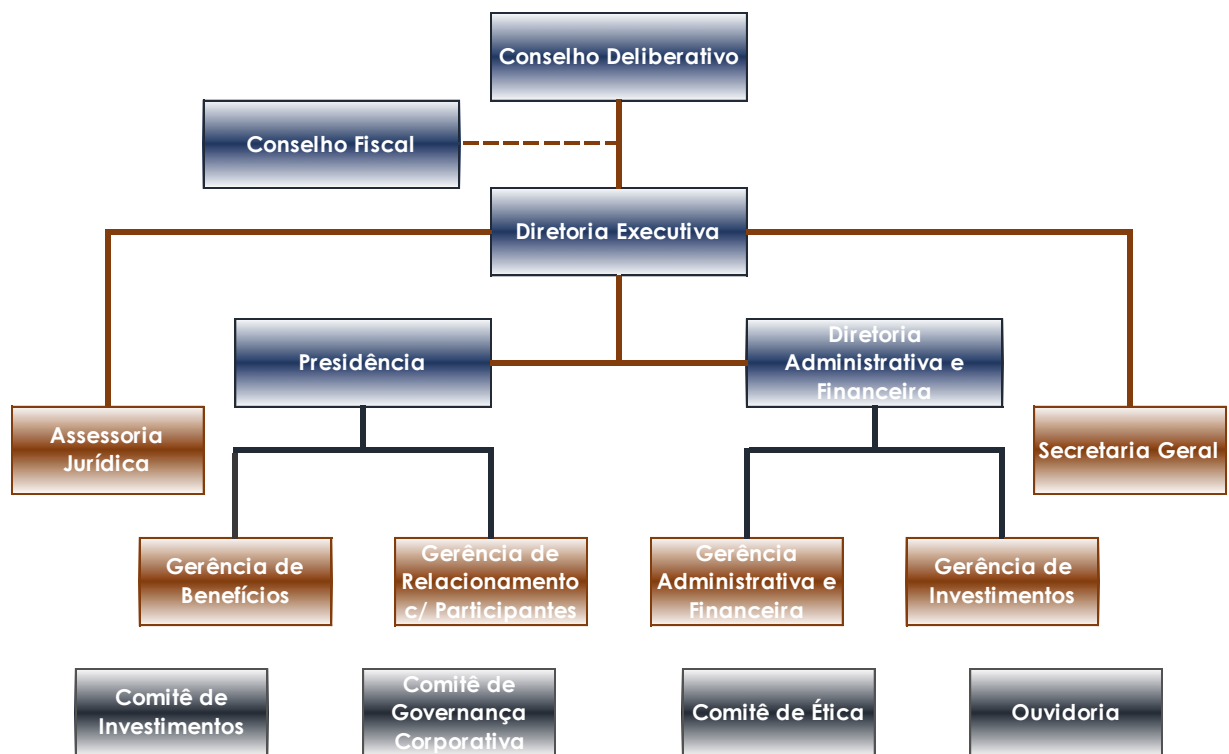 Conselho Deliberativo
Conselho Fiscal
Diretoria Executiva
Presidência
Diretoria
Administrativa e
Financeira
Assessoria
Jurídica
Secretaria Geral
Gerência de
Benefícios
Gerência de
Relacionamento
c/ Participantes
Gerência
Administrativa e
Financeira
Gerência de
Investimentos
Comitê de
Investimentos
Comitê de
Governança
Corporativa
Comitê de Ética
Ouvidoria